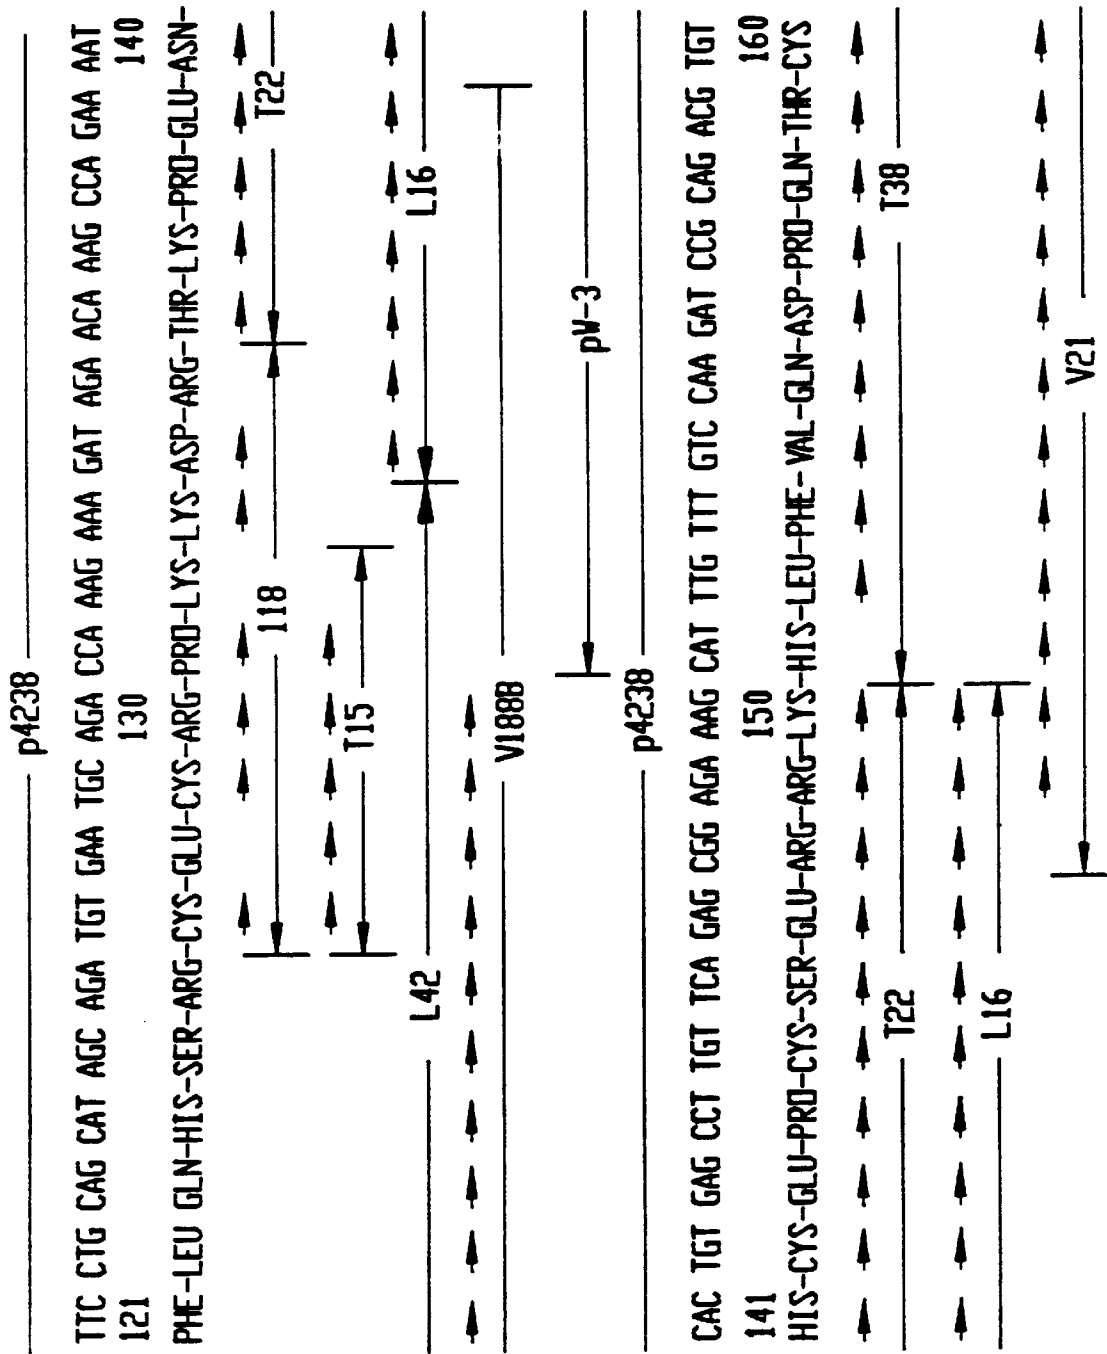 p4238
TTC CTG CAG CAT AGC AGA TGT GAA TGC AGA CCA AAG AAA GAT AGA ACA AAG CCA GAA AAT
121 130 140
PHE-LEU GLN-HIS-SER-ARG-CYS-GLU-CYS-ARG-PRO-LYS-LYS-ASP-ARG-THR-LYS-PRO-GLU-ASN-
118 T22
T15
L42 L16
V18BB
pW-3
p4238
CAC TGT GAG CCT TGT TCA GAG CGG AGA AAG CAT TTG TTT GTC CAA GAT CCG CAG ACG TGT
141 150 160
HIS-CYS-GLU-PRO-CYS-SER-GLU-ARG-ARG-LYS-HIS-LEU-PHE-VAL-GLN-ASP-PRO-GLN-THR-CYS
T22 T38
L16
V21